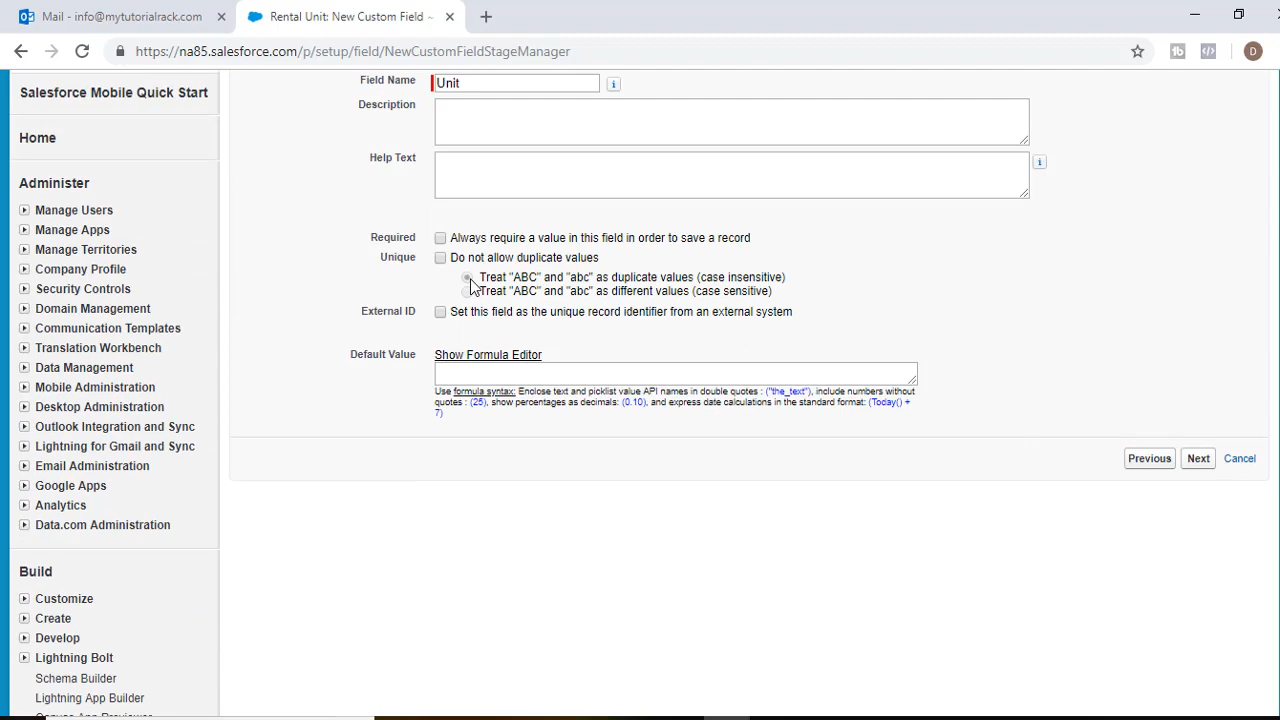 Mail - info@mytutorialrack.com
Rental Unit: New Custom Field ~
https://na85.salesforce.com/p/setup/field/NewCustomFieldStageManager
D
Salesforce Mobile Quick Start
Home
Administer
Manage Users
Manage Apps
Manage Territories
Company Profile
Security Controls
Domain Management
Communication Templates
Translation Workbench
Data Management
Mobile Administration
Desktop Administration
Outlook Integration and Sync
Lightning for Gmail and Sync
Email Administration
Google Apps
Analytics
Data.com Administration
Build
Customize
Create
Develop
Lightning Bolt
Schema Builder
Lightning App Builder
Canvas App Previewer
Field Name Unit
Description
Help Text
Required Always require a value in this field in order to save a record
Unique Do not allow duplicate values
Treat "ABC" and "abc" as duplicate values (case insensitive)
Treat "ABC" and "abc" as different values (case sensitive)
External ID Set this field as the unique record identifier from an external system
Default Value Show Formula Editor
Use formula syntax: Enclose text and picklist value API names in double quotes : ("the_text"), include numbers without
quotes : (25), show percentages as decimals: (0.10), and express date calculations in the standard format: (Today() +
7)
Previous Next Cancel